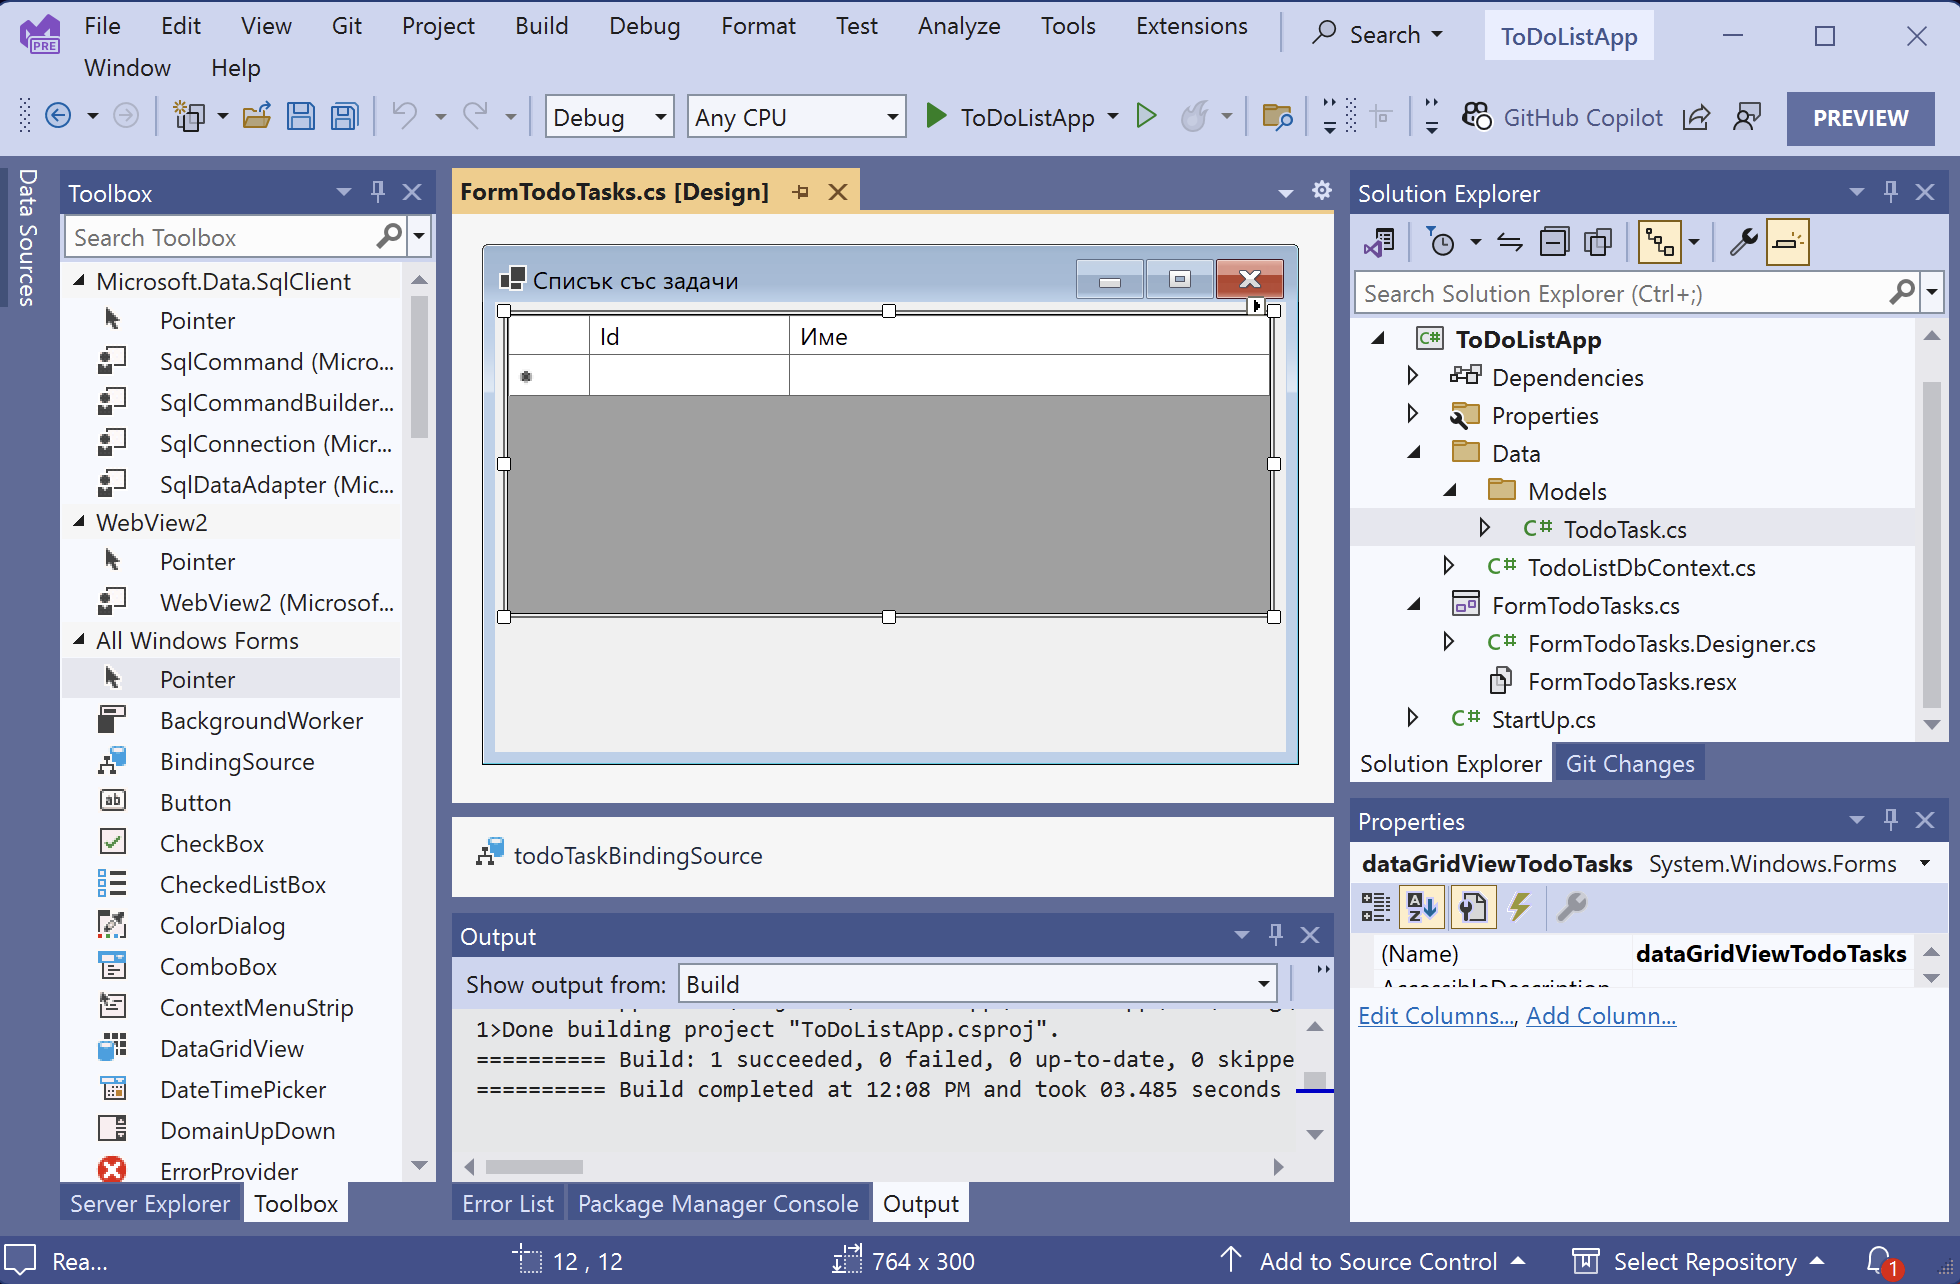 File Edit View Git Project Build Debug Format Test Analyze Tools Extensions Search ToDoListApp
PRE
Window Help
Debug Any CPU ToDoListApp GitHub Copilot PREVIEW
Data Sources
Toolbox
Search Toolbox
Microsoft.Data.SqlClient
Pointer
SqlCommand (Micro...
SqlCommandBuilder...
SqlConnection (Micr...
SqlDataAdapter (Mic...
WebView2
Pointer
WebView2 (Microsof...
All Windows Forms
Pointer
BackgroundWorker
BindingSource
Button
CheckBox
CheckedListBox
ColorDialog
ComboBox
ContextMenuStrip
DataGridView
DateTimePicker
DomainUpDown
ErrorProvider
Server Explorer Toolbox
FormTodoTasks.cs [Design]
Списък със задачи
Id Име
todoTaskBindingSource
Output
Show output from: Build
1>Done building project "ToDoListApp.csproj".
========== Build: 1 succeeded, 0 failed, 0 up-to-date, 0 skippe
========== Build completed at 12:08 PM and took 03.485 seconds
Error List Package Manager Console Output
Solution Explorer
Search Solution Explorer (Ctrl+;)
C# ToDoListApp
Dependencies
Properties
Data
Models
C# TodoTask.cs
C# TodoListDbContext.cs
FormTodoTasks.cs
C# FormTodoTasks.Designer.cs
FormTodoTasks.resx
C# StartUp.cs
Solution Explorer Git Changes
Properties
dataGridViewTodoTasks System.Windows.Forms
(Name) dataGridViewTodoTasks
AccessibleDescription
Edit Columns..., Add Column...
Rea... 12 , 12 764 x 300 Add to Source Control Select Repository 1